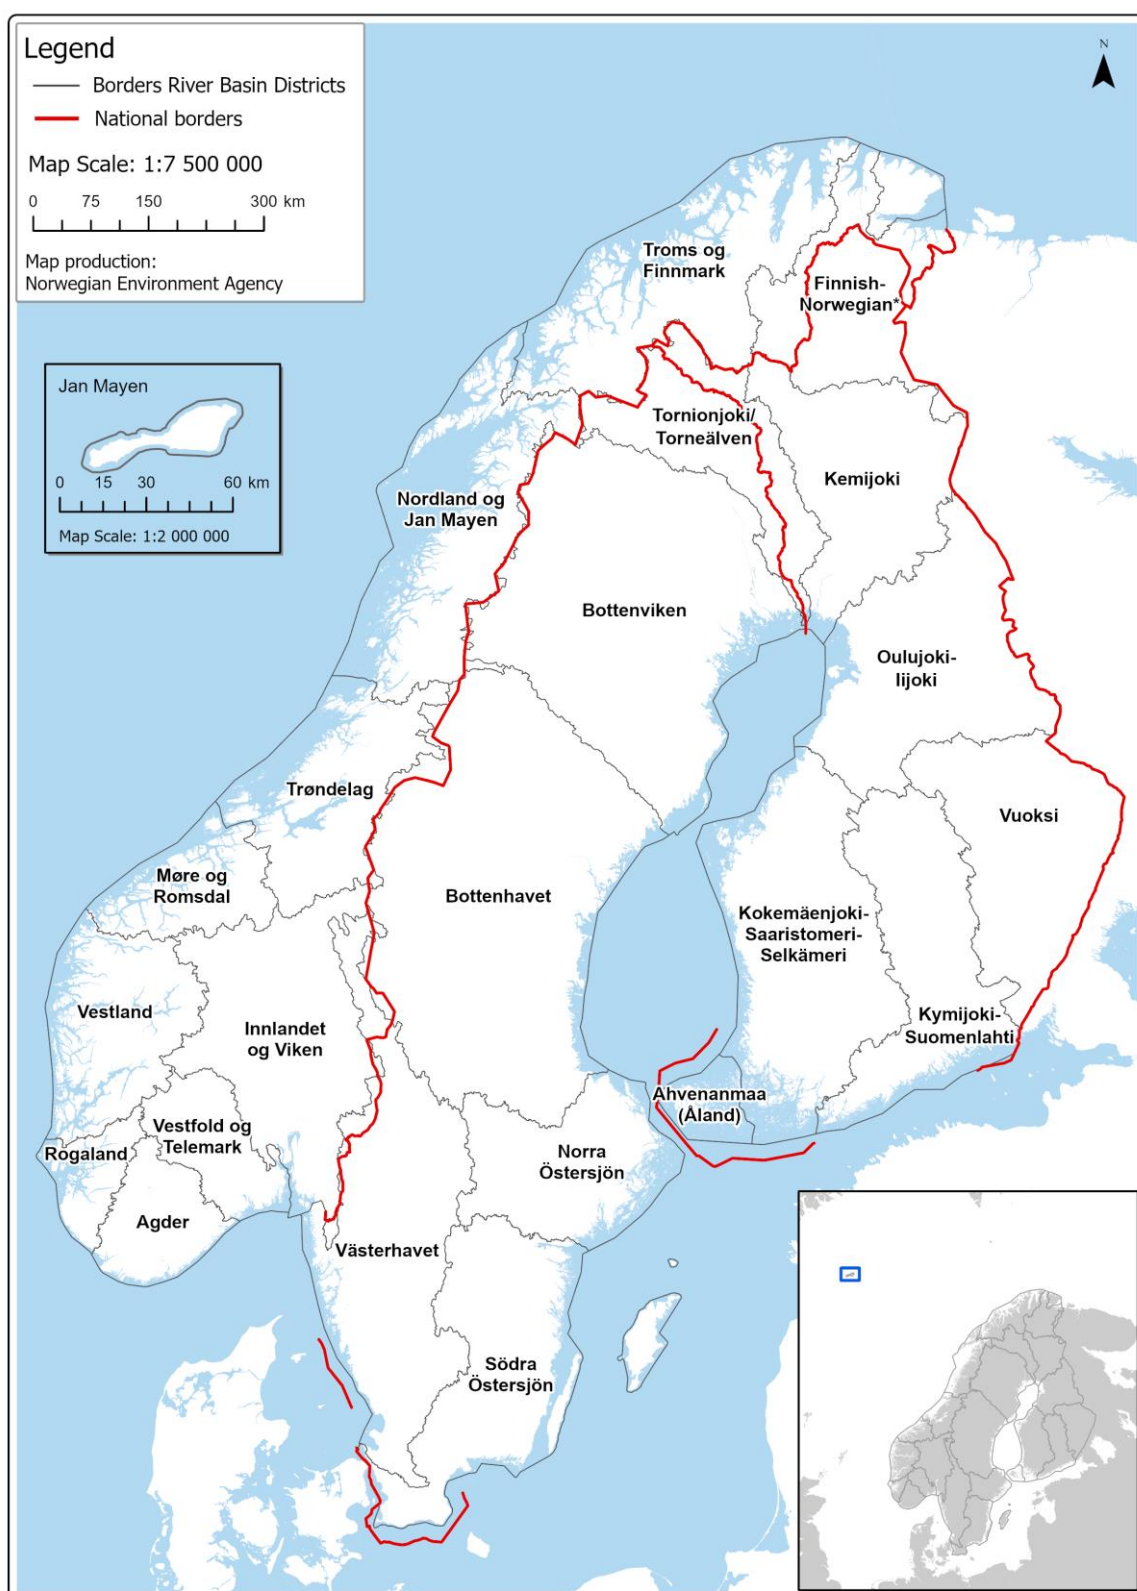 Legend
Borders River Basin Districts
National borders
Map Scale: 1:7 500 000
0 75 150 300 km
Map production:
Norwegian Environment Agency
N
Jan Mayen
0 15 30 60 km
Map Scale: 1:2 000 000
Troms og
Finnmark
Finnish-
Norwegian*
Tornionjoki/
Torneälven
Kemijoki
Nordland og
Jan Mayen
Bottenviken
Oulujoki-
Iijoki
Trøndelag
Vuoksi
Møre og
Romsdal
Bottenhavet
Kokemäenjoki-
Saaristomeri-
Selkämeri
Vestland
Innlandet
og Viken
Kymijoki-
Suomenlahti
Ahvenanmaa
(Åland)
Vestfold og
Telemark
Rogaland
Norra
Östersjön
Agder
Västerhavet
Södra
Östersjön